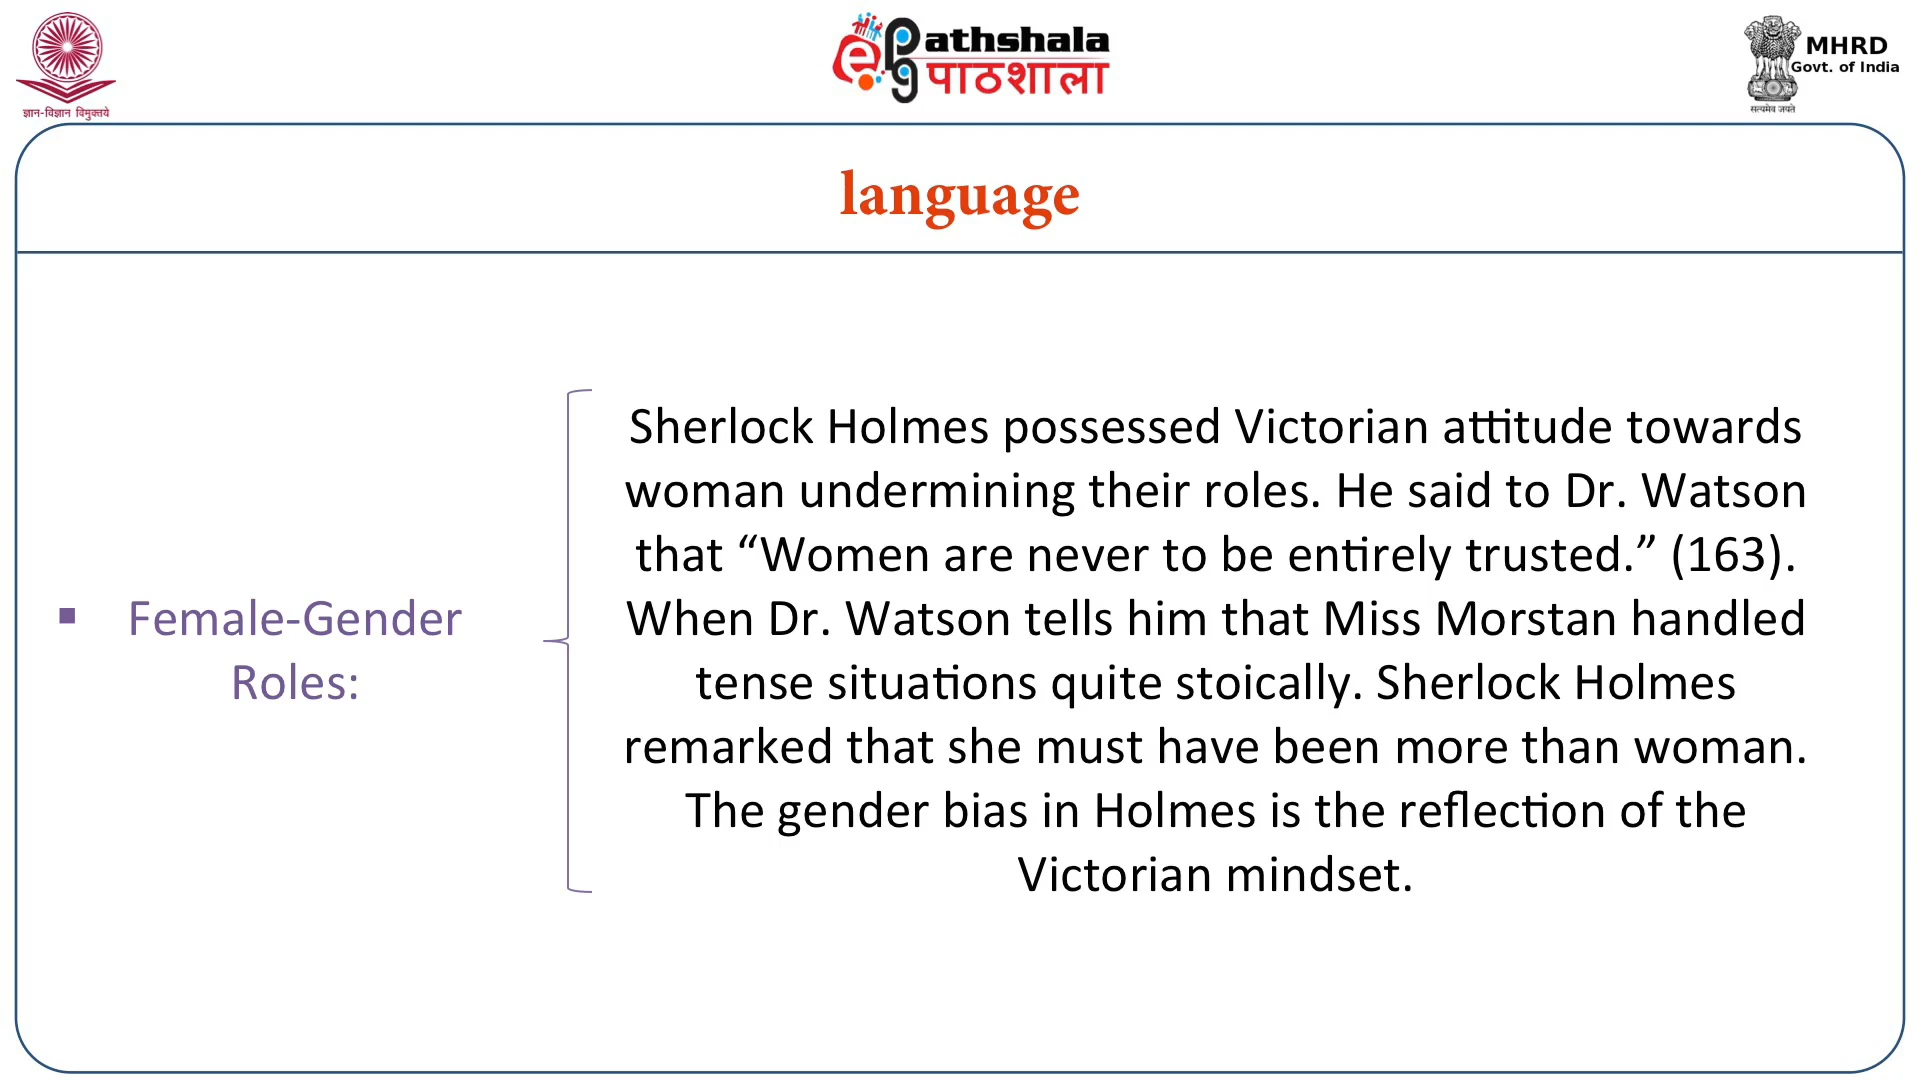 ज्ञान-विज्ञान विमुक्तये
e
pg
athshala
पाठशाला
MHRD
Govt. of India
सत्यमेव जयते
language
▪ Female-Gender
Roles:
Sherlock Holmes possessed Victorian attitude towards
woman undermining their roles. He said to Dr. Watson
that “Women are never to be entirely trusted.” (163).
When Dr. Watson tells him that Miss Morstan handled
tense situations quite stoically. Sherlock Holmes
remarked that she must have been more than woman.
The gender bias in Holmes is the reflection of the
Victorian mindset.